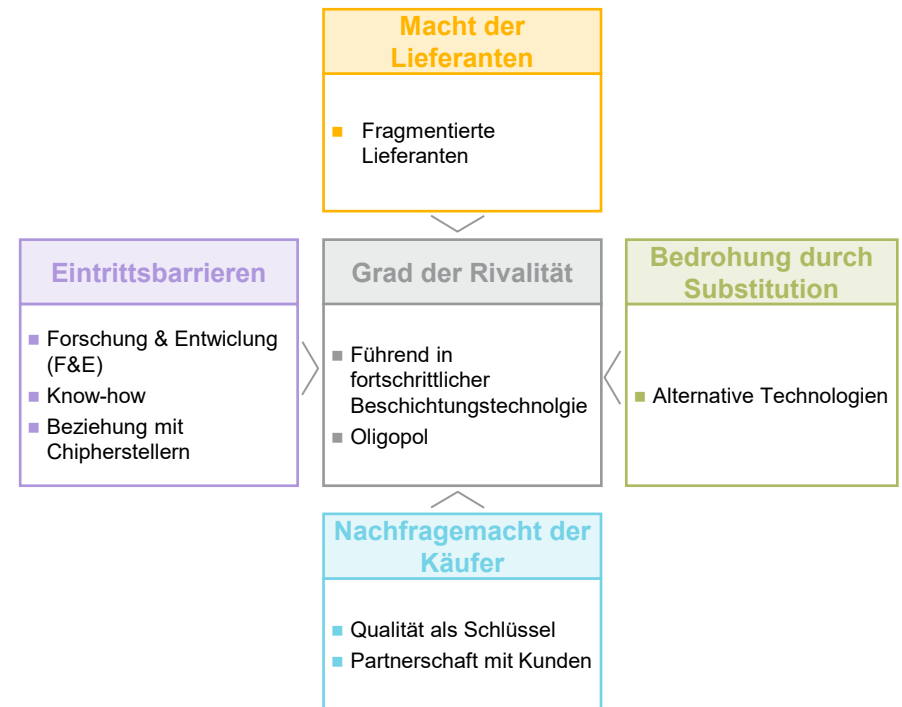 Macht der
Lieferanten
Fragmentierte
Lieferanten
Eintrittsbarrieren
Forschung & Entwiclung
(F&E)
Know-how
Beziehung mit
Chipherstellern
Grad der Rivalität
Führend in
fortschrittlicher
Beschichtungstechnolgie
Oligopol
Bedrohung durch
Substitution
Alternative Technologien
Nachfragemacht der
Käufer
Qualität als Schlüssel
Partnerschaft mit Kunden